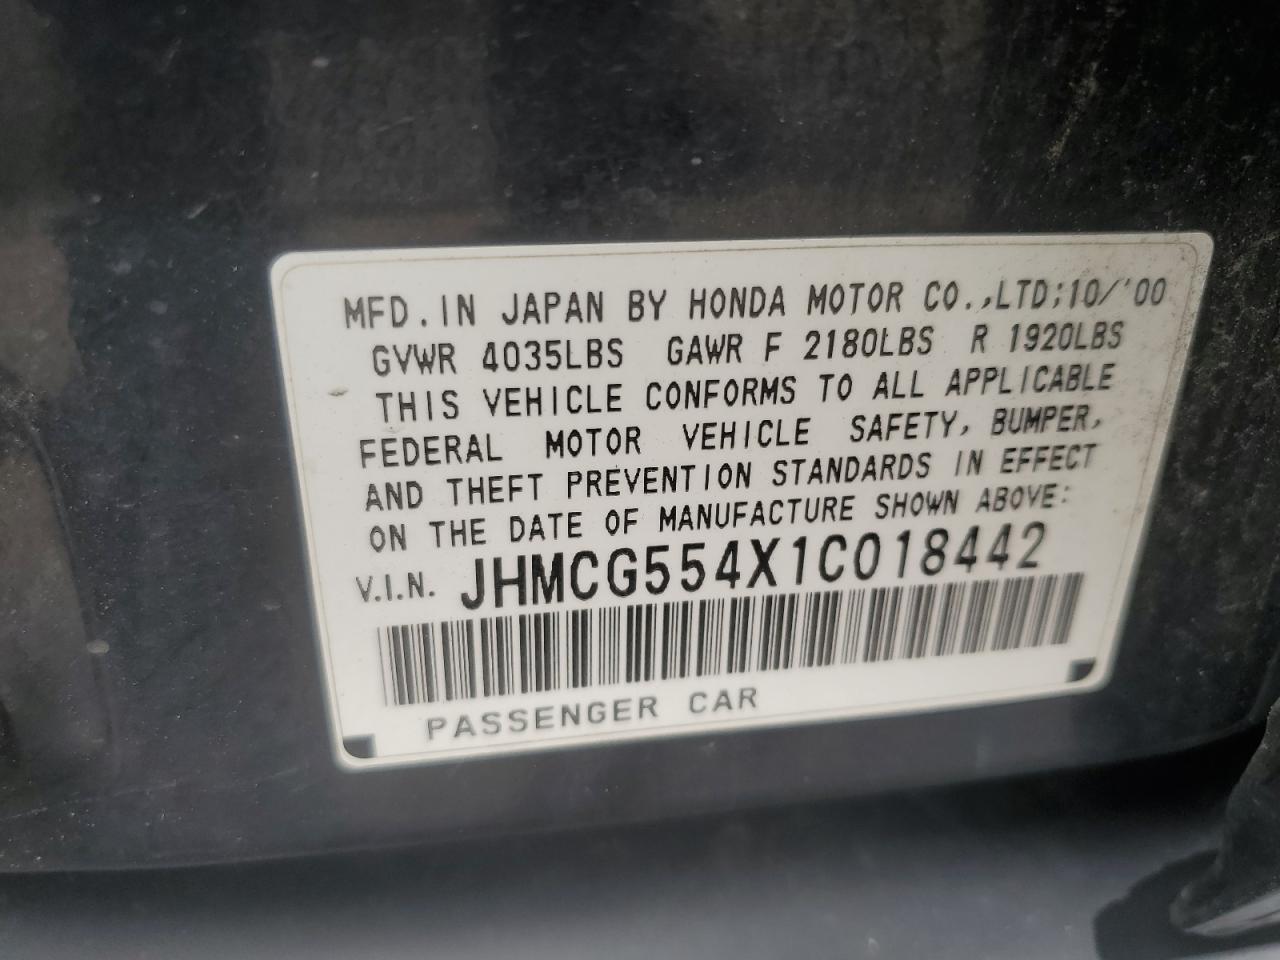 MFD. IN JAPAN BY HONDA MOTOR CO.,LTD;10/'00
GVWR 4035LBS GAWR F 2180LBS R 1920LBS
THIS VEHICLE CONFORMS TO ALL APPLICABLE
FEDERAL MOTOR VEHICLE SAFETY, BUMPER,
AND THEFT PREVENTION STANDARDS IN EFFECT
ON THE DATE OF MANUFACTURE SHOWN ABOVE:
V.I.N. JHMCG554X1C018442
PASSENGER CAR